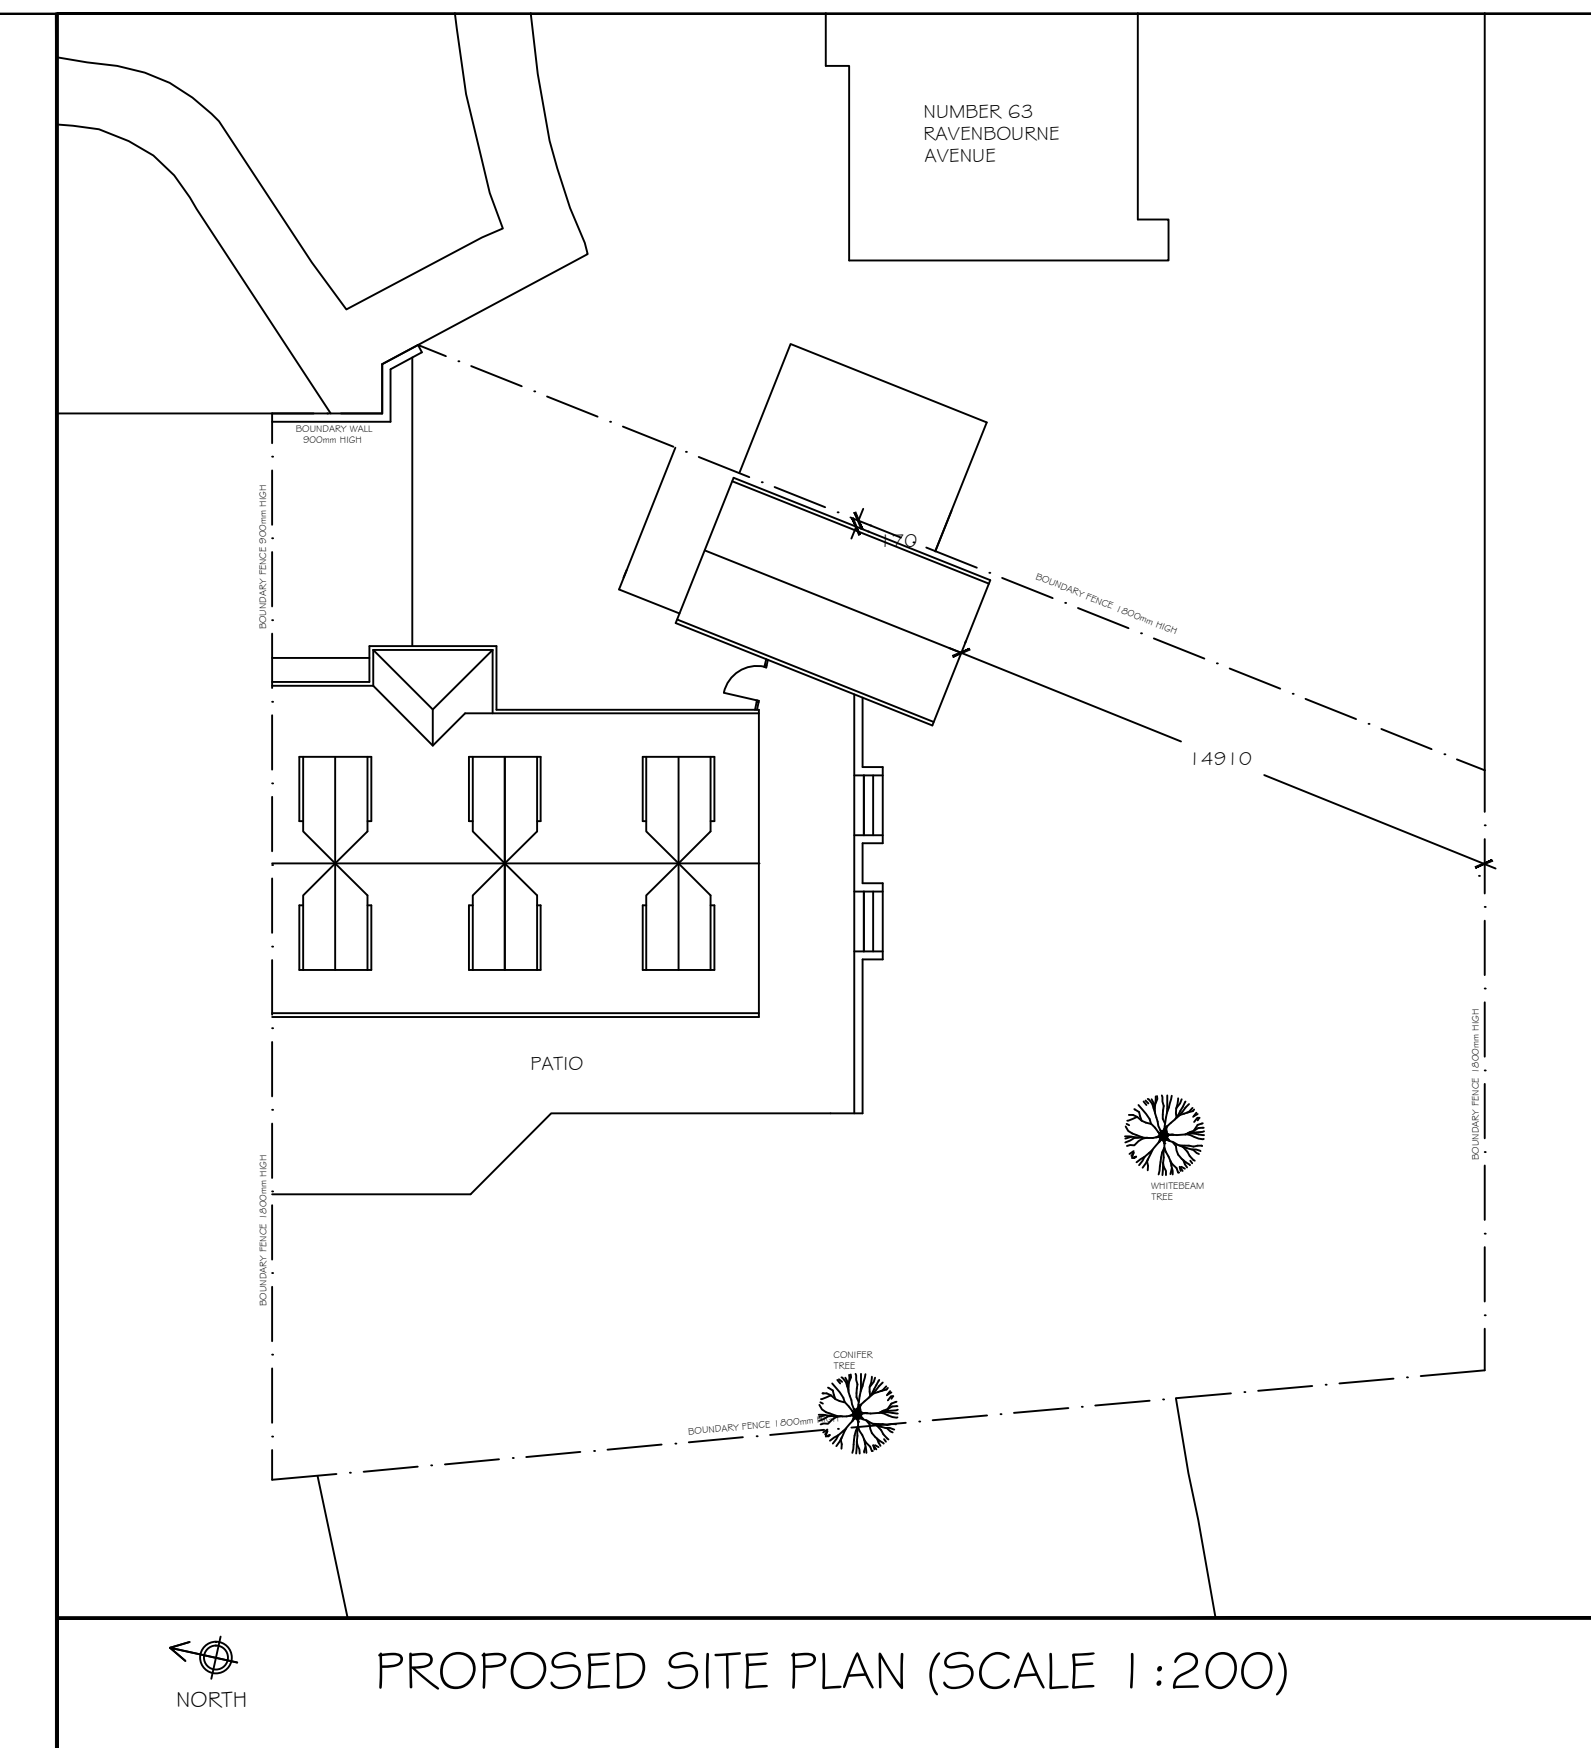 NUMBER 63
RAVENBOURNE
AVENUE
BOUNDARY WALL
900mm HIGH
BOUNDARY FENCE 900mm HIGH
170
BOUNDARY FENCE 1800mm HIGH
14910
PATIO
BOUNDARY FENCE 1800mm HIGH
WHITEBEAM
TREE
BOUNDARY FENCE 1800mm HIGH
CONIFER
TREE
BOUNDARY FENCE 1800mm HIGH
NORTH
PROPOSED SITE PLAN (SCALE 1:200)